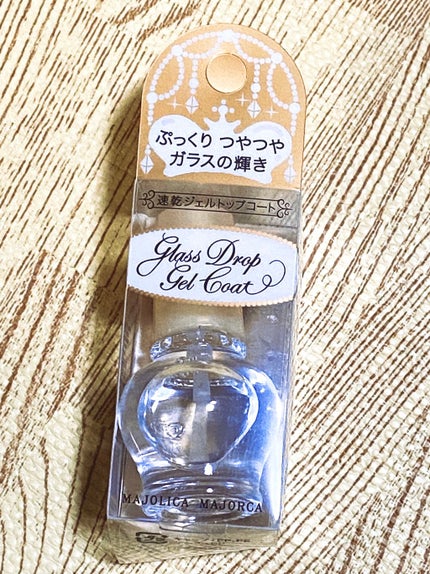 ぷっくり つやつや
ガラスの輝き
速乾ジェルトップコート
Glass Drop
Gel Coat
MAJOLICA MAJORCA